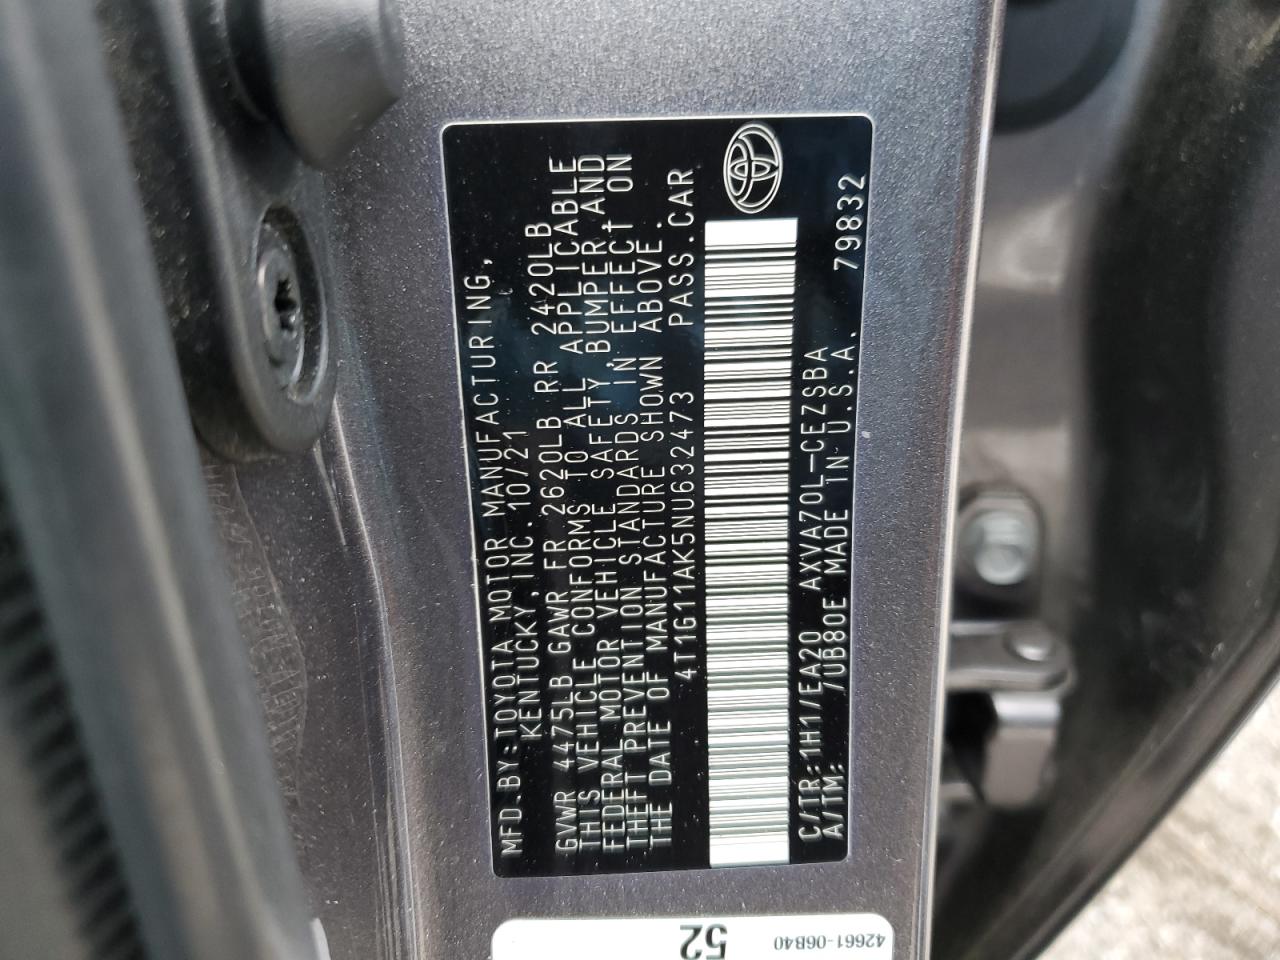 MFD.BY:TOYOTA MOTOR MANUFACTURING,
KENTUCKY,INC. 10/21
GVWR 4475LB GAWR FR 2620LB RR 2420LB
THIS VEHICLE CONFORMS TO ALL APPLICABLE
FEDERAL MOTOR VEHICLE SAFETY,BUMPER,AND
THEFT PREVENTION STANDARDS IN EFFECT ON
THE DATE OF MANUFACTURE SHOWN ABOVE.
4T1G11AK5NU632473 PASS.CAR
C/TR:1H1/EA20 AXVA70L-CEZSBA
A/TM: /UB80E MADE IN U.S.A. 79832
52
42661-06B40